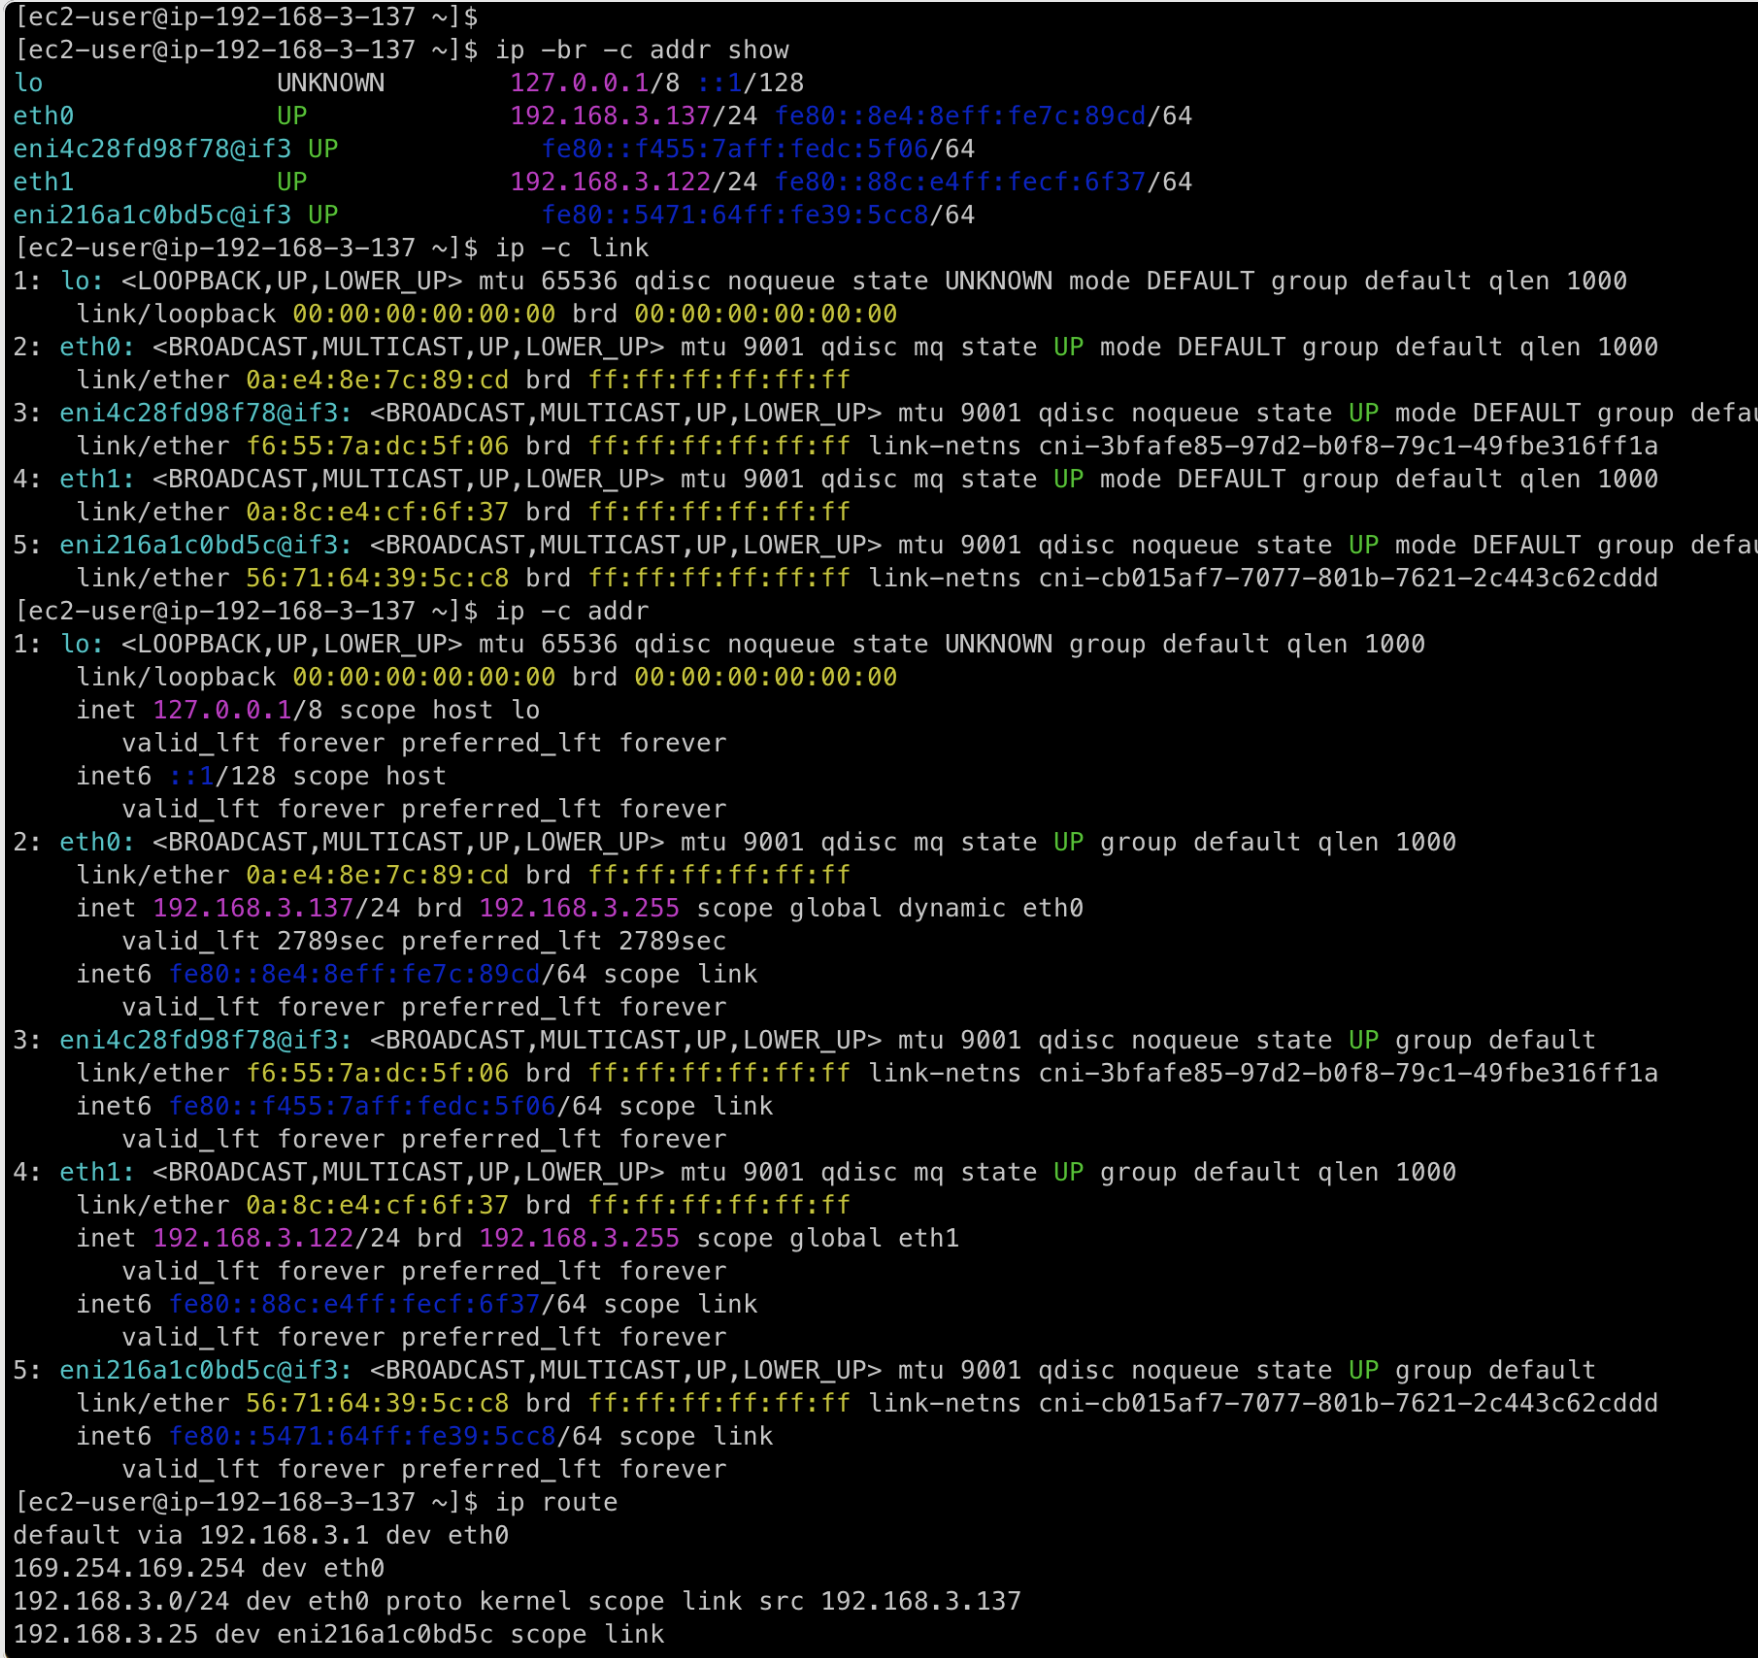 [ec2-user@ip-192-168-3-137 ~]$
[ec2-user@ip-192-168-3-137 ~]$ ip -br -c addr show
lo               UNKNOWN        127.0.0.1/8 ::1/128
eth0             UP             192.168.3.137/24 fe80::8e4:8eff:fe7c:89cd/64
eni4c28fd98f78@if3 UP             fe80::f455:7aff:fedc:5f06/64
eth1             UP             192.168.3.122/24 fe80::88c:e4ff:fecf:6f37/64
eni216a1c0bd5c@if3 UP             fe80::5471:64ff:fe39:5cc8/64
[ec2-user@ip-192-168-3-137 ~]$ ip -c link
1: lo: <LOOPBACK,UP,LOWER_UP> mtu 65536 qdisc noqueue state UNKNOWN mode DEFAULT group default qlen 1000
    link/loopback 00:00:00:00:00:00 brd 00:00:00:00:00:00
2: eth0: <BROADCAST,MULTICAST,UP,LOWER_UP> mtu 9001 qdisc mq state UP mode DEFAULT group default qlen 1000
    link/ether 0a:e4:8e:7c:89:cd brd ff:ff:ff:ff:ff:ff
3: eni4c28fd98f78@if3: <BROADCAST,MULTICAST,UP,LOWER_UP> mtu 9001 qdisc noqueue state UP mode DEFAULT group defau
    link/ether f6:55:7a:dc:5f:06 brd ff:ff:ff:ff:ff:ff link-netns cni-3bfafe85-97d2-b0f8-79c1-49fbe316ff1a
4: eth1: <BROADCAST,MULTICAST,UP,LOWER_UP> mtu 9001 qdisc mq state UP mode DEFAULT group default qlen 1000
    link/ether 0a:8c:e4:cf:6f:37 brd ff:ff:ff:ff:ff:ff
5: eni216a1c0bd5c@if3: <BROADCAST,MULTICAST,UP,LOWER_UP> mtu 9001 qdisc noqueue state UP mode DEFAULT group defau
    link/ether 56:71:64:39:5c:c8 brd ff:ff:ff:ff:ff:ff link-netns cni-cb015af7-7077-801b-7621-2c443c62cddd
[ec2-user@ip-192-168-3-137 ~]$ ip -c addr
1: lo: <LOOPBACK,UP,LOWER_UP> mtu 65536 qdisc noqueue state UNKNOWN group default qlen 1000
    link/loopback 00:00:00:00:00:00 brd 00:00:00:00:00:00
    inet 127.0.0.1/8 scope host lo
       valid_lft forever preferred_lft forever
    inet6 ::1/128 scope host
       valid_lft forever preferred_lft forever
2: eth0: <BROADCAST,MULTICAST,UP,LOWER_UP> mtu 9001 qdisc mq state UP group default qlen 1000
    link/ether 0a:e4:8e:7c:89:cd brd ff:ff:ff:ff:ff:ff
    inet 192.168.3.137/24 brd 192.168.3.255 scope global dynamic eth0
       valid_lft 2789sec preferred_lft 2789sec
    inet6 fe80::8e4:8eff:fe7c:89cd/64 scope link
       valid_lft forever preferred_lft forever
3: eni4c28fd98f78@if3: <BROADCAST,MULTICAST,UP,LOWER_UP> mtu 9001 qdisc noqueue state UP group default
    link/ether f6:55:7a:dc:5f:06 brd ff:ff:ff:ff:ff:ff link-netns cni-3bfafe85-97d2-b0f8-79c1-49fbe316ff1a
    inet6 fe80::f455:7aff:fedc:5f06/64 scope link
       valid_lft forever preferred_lft forever
4: eth1: <BROADCAST,MULTICAST,UP,LOWER_UP> mtu 9001 qdisc mq state UP group default qlen 1000
    link/ether 0a:8c:e4:cf:6f:37 brd ff:ff:ff:ff:ff:ff
    inet 192.168.3.122/24 brd 192.168.3.255 scope global eth1
       valid_lft forever preferred_lft forever
    inet6 fe80::88c:e4ff:fecf:6f37/64 scope link
       valid_lft forever preferred_lft forever
5: eni216a1c0bd5c@if3: <BROADCAST,MULTICAST,UP,LOWER_UP> mtu 9001 qdisc noqueue state UP group default
    link/ether 56:71:64:39:5c:c8 brd ff:ff:ff:ff:ff:ff link-netns cni-cb015af7-7077-801b-7621-2c443c62cddd
    inet6 fe80::5471:64ff:fe39:5cc8/64 scope link
       valid_lft forever preferred_lft forever
[ec2-user@ip-192-168-3-137 ~]$ ip route
default via 192.168.3.1 dev eth0
169.254.169.254 dev eth0
192.168.3.0/24 dev eth0 proto kernel scope link src 192.168.3.137
192.168.3.25 dev eni216a1c0bd5c scope link